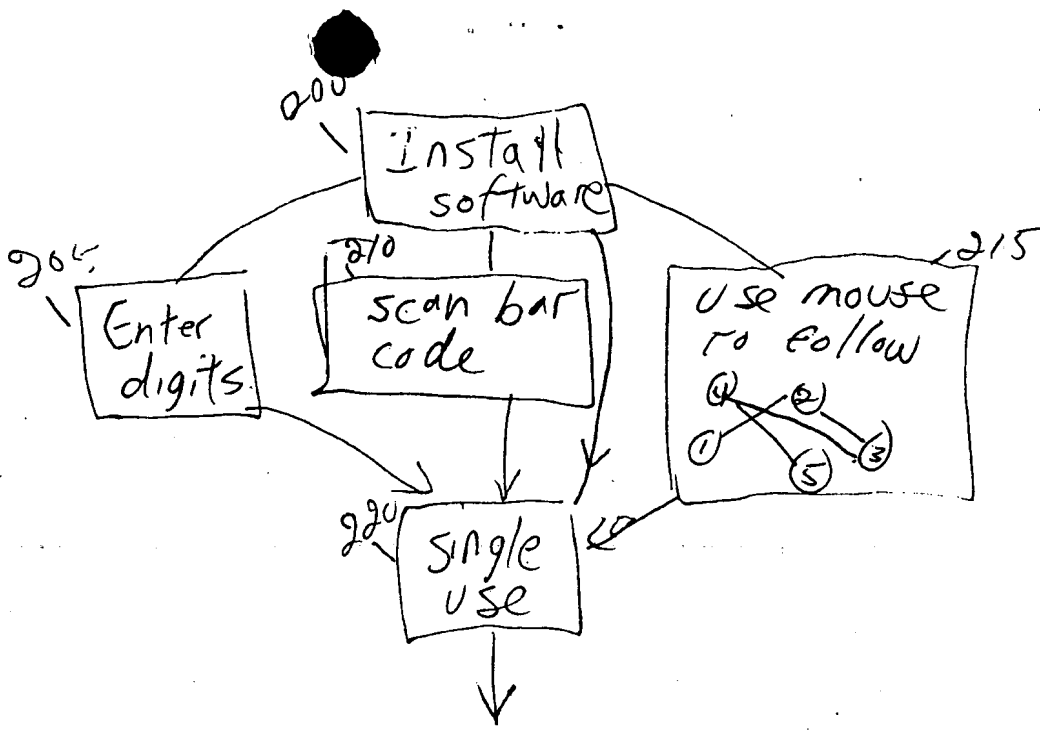 200
Install
software
205
210
215
Enter
digits
scan bar
code
use mouse
to follow
4 2
1 3
5
220
single
use